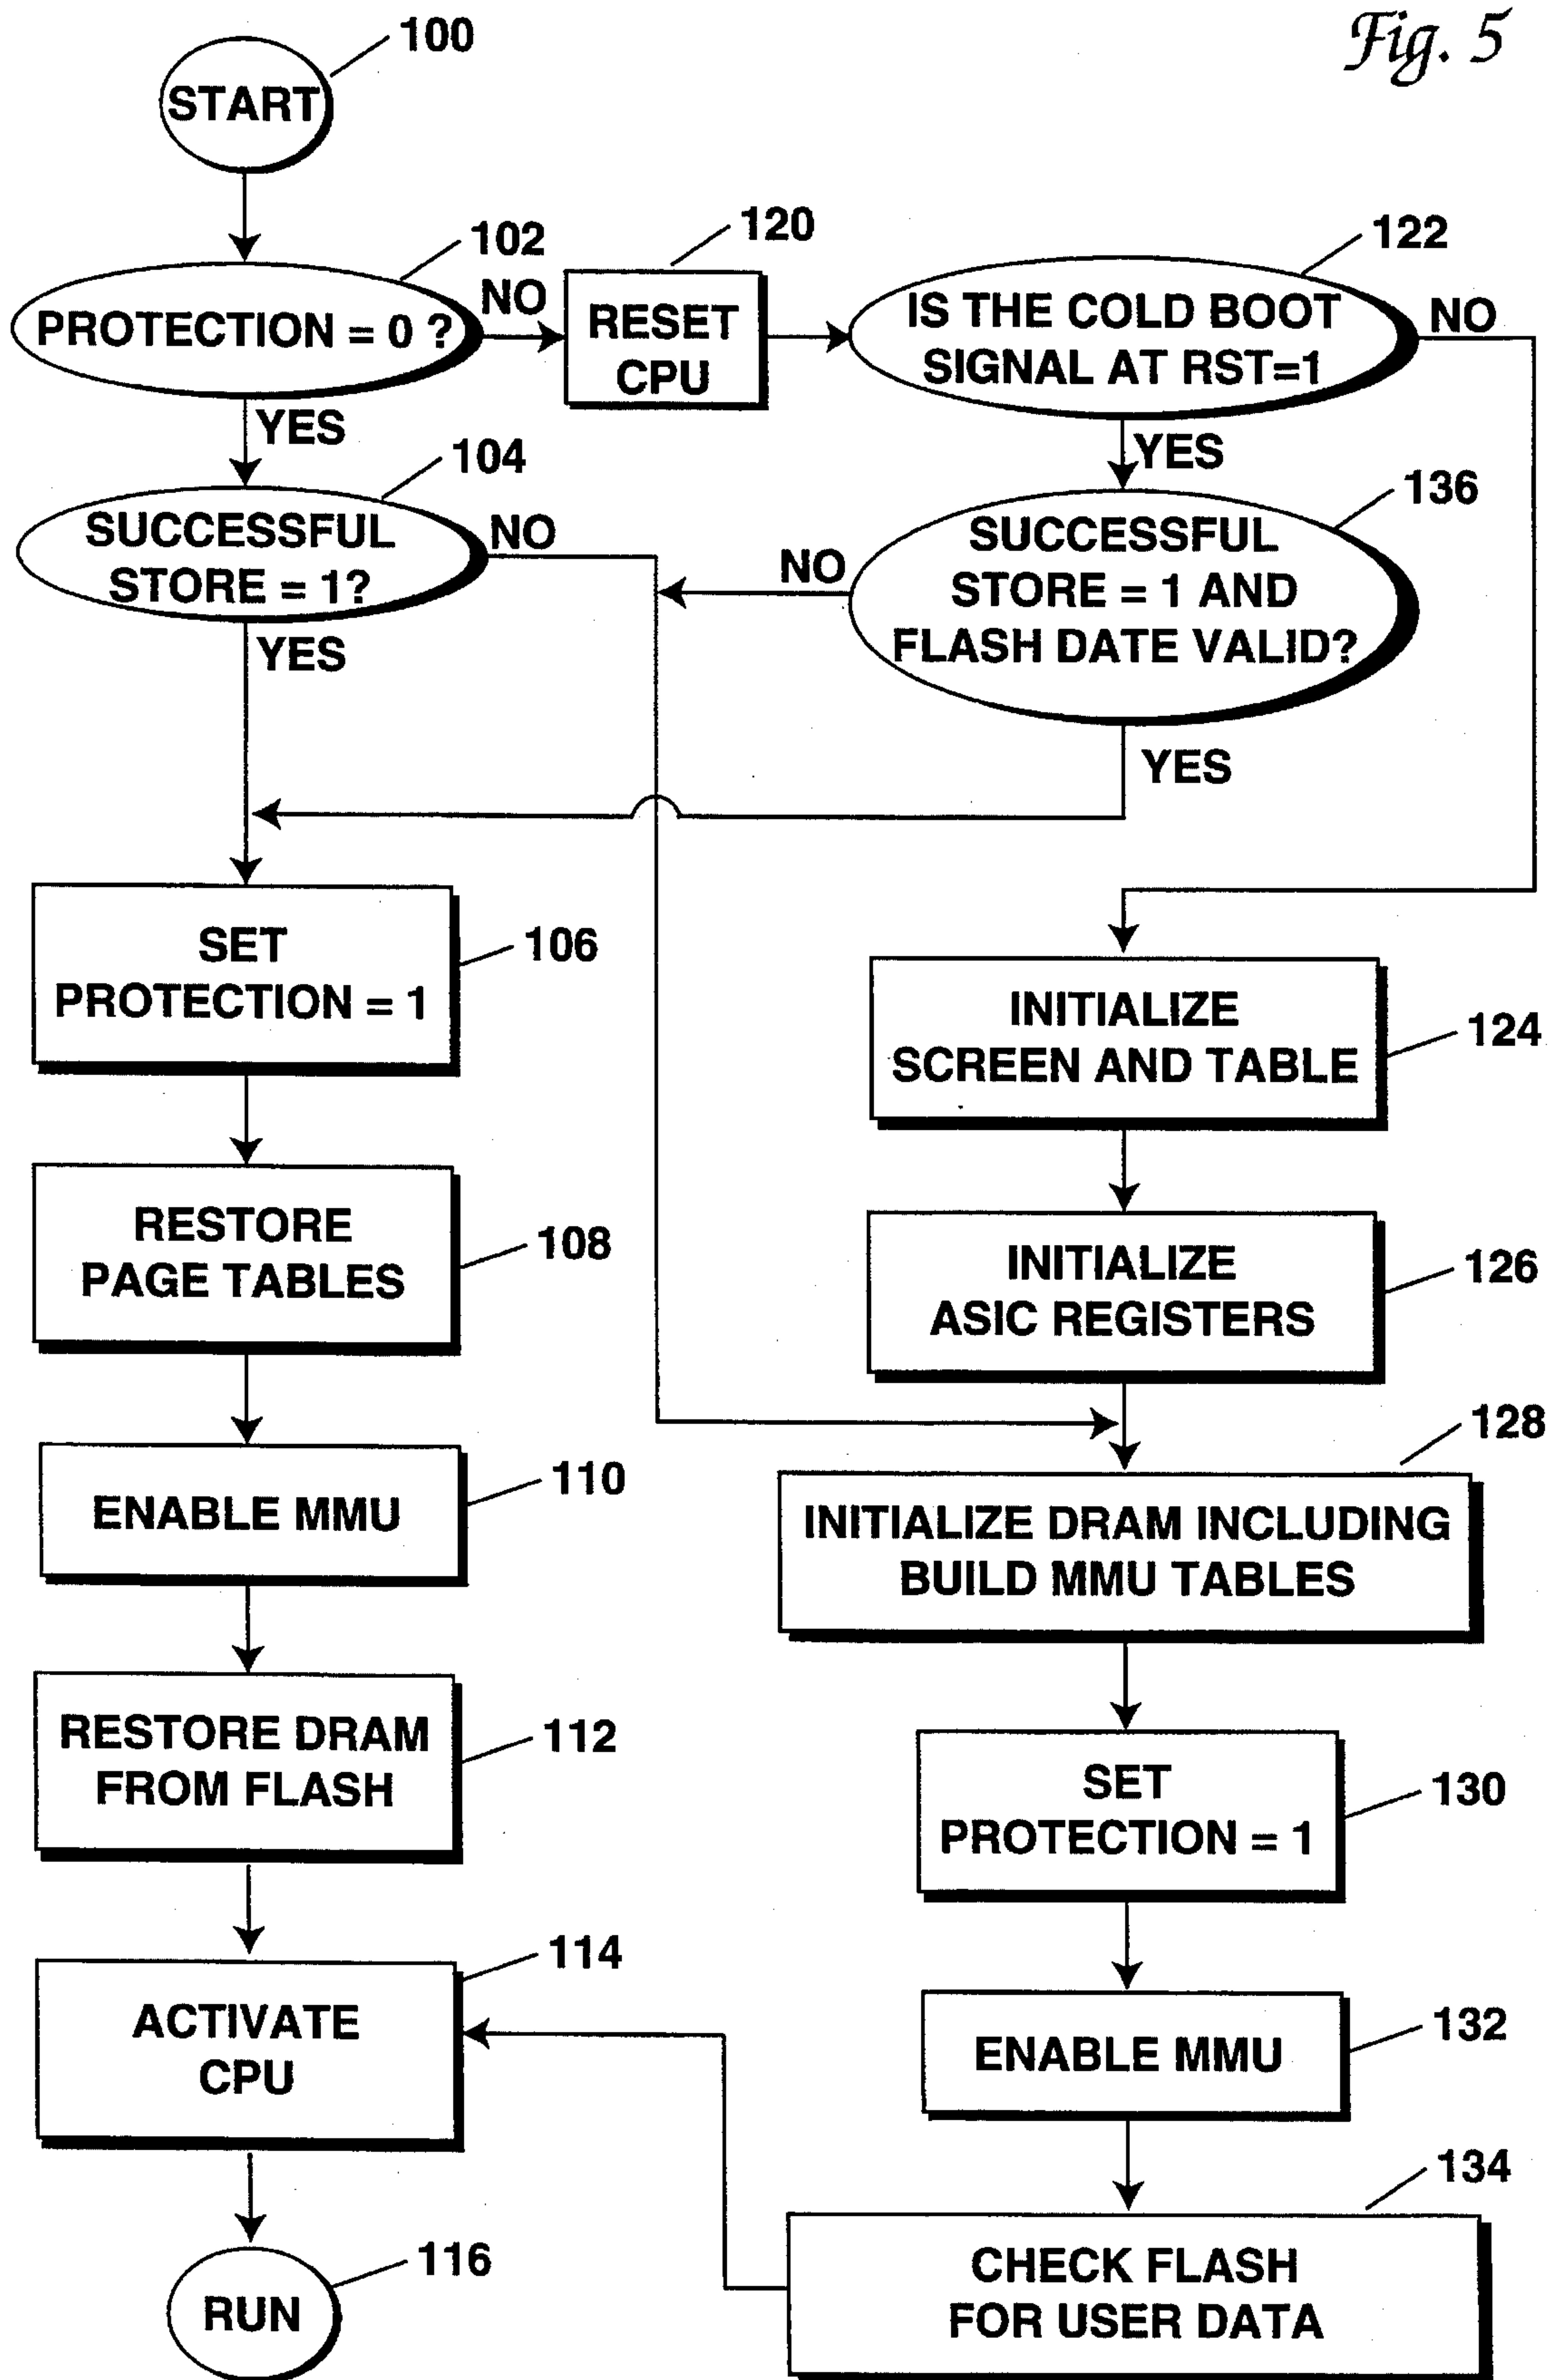 Fig. 5
100
START
102
PROTECTION = 0 ?
NO
120
RESET
CPU
122
IS THE COLD BOOT
SIGNAL AT RST=1
NO
YES
YES
104
SUCCESSFUL
STORE = 1?
NO
136
SUCCESSFUL
STORE = 1 AND
FLASH DATE VALID?
NO
YES
YES
SET
PROTECTION = 1
106
INITIALIZE
SCREEN AND TABLE
124
RESTORE
PAGE TABLES
108
INITIALIZE
ASIC REGISTERS
126
ENABLE MMU
110
128
INITIALIZE DRAM INCLUDING
BUILD MMU TABLES
RESTORE DRAM
FROM FLASH
112
SET
PROTECTION = 1
130
114
ACTIVATE
CPU
ENABLE MMU
132
134
CHECK FLASH
FOR USER DATA
116
RUN